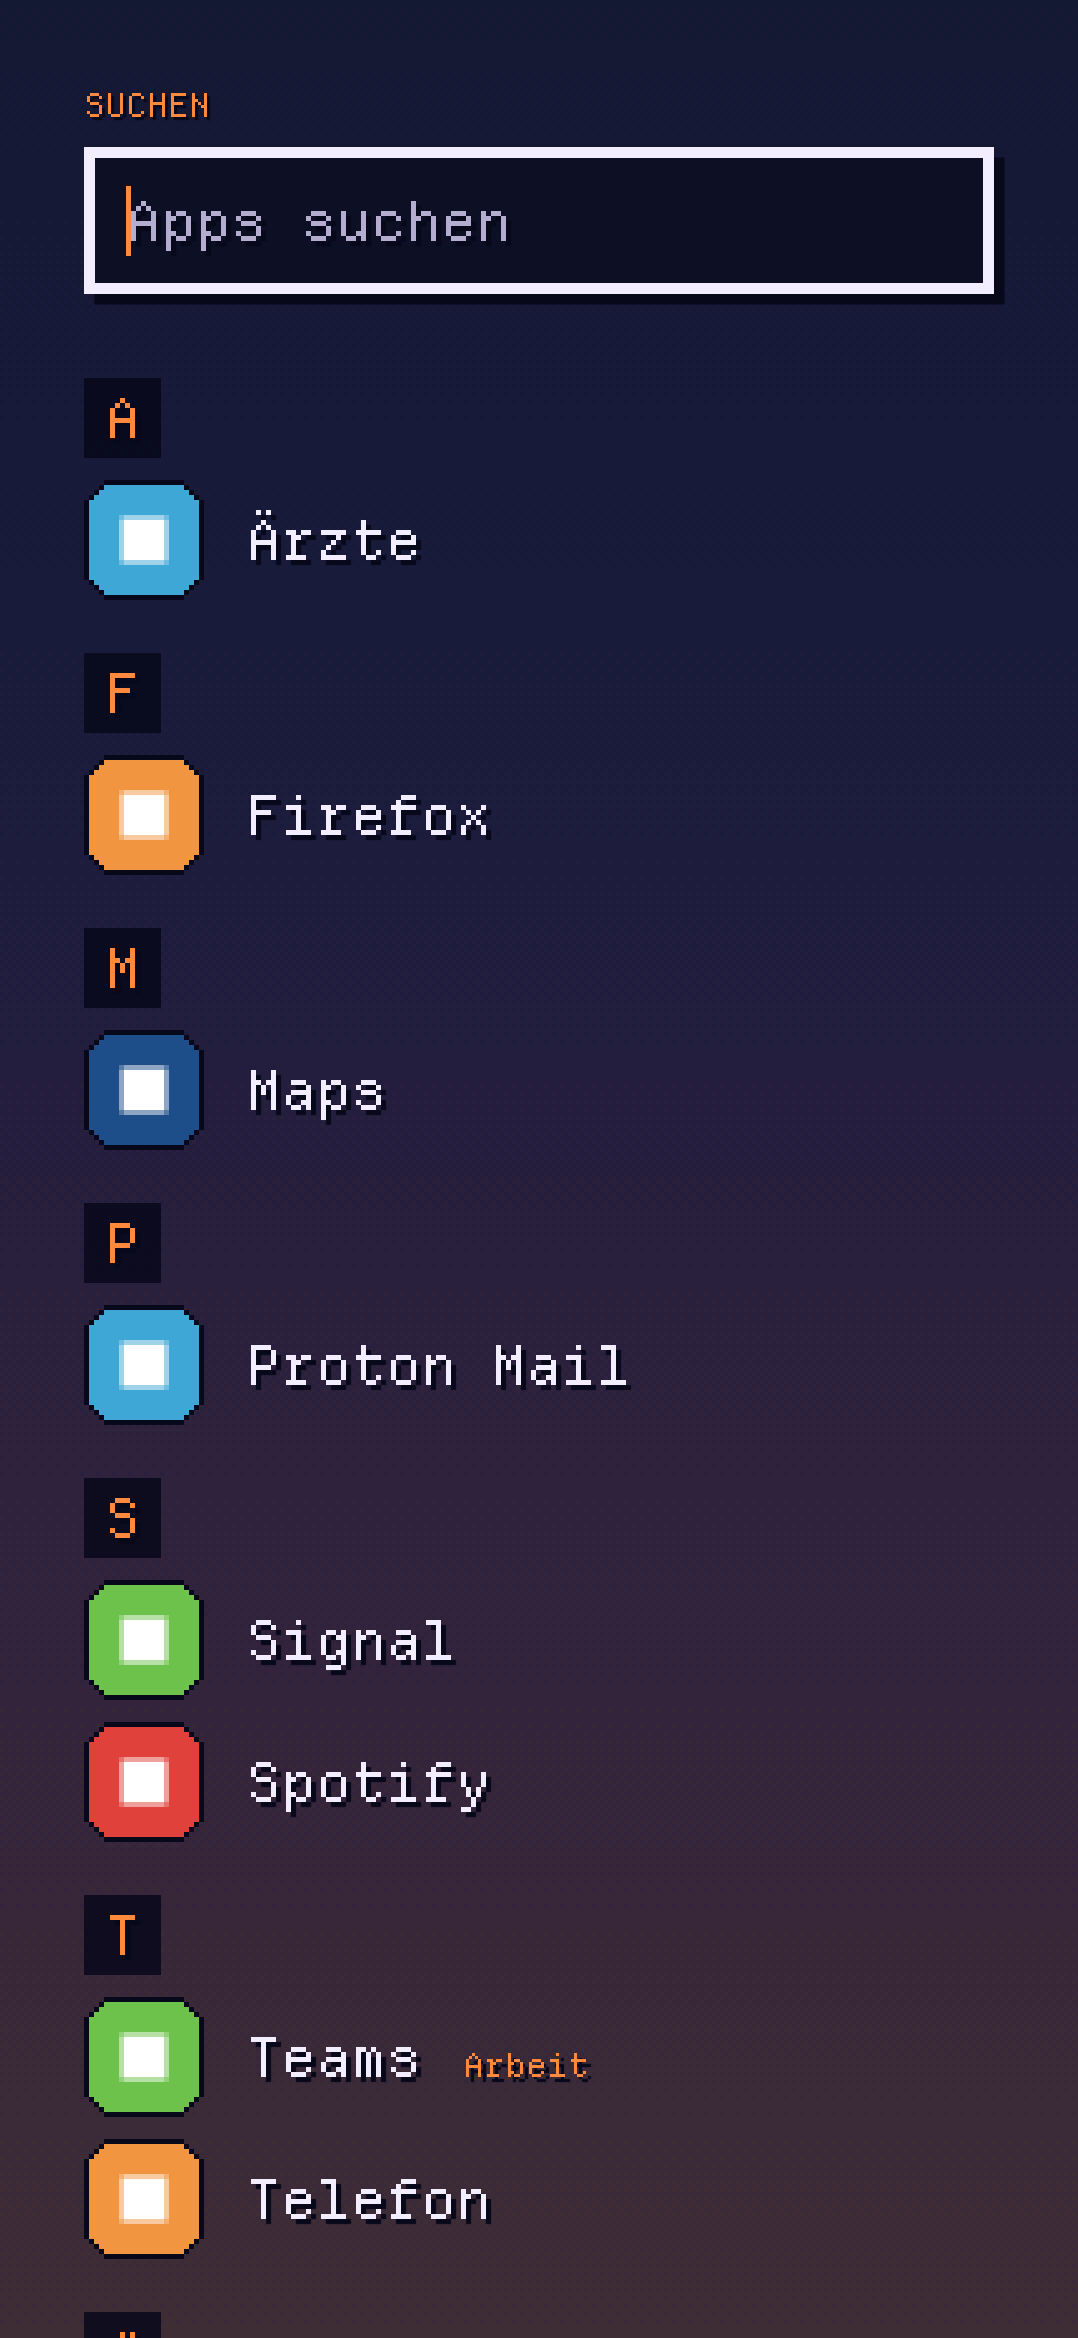 SUCHEN
Apps suchen
A
Ärzte
F
Firefox
M
Maps
P
Proton Mail
S
Signal
Spotify
T
Teams Arbeit
Telefon